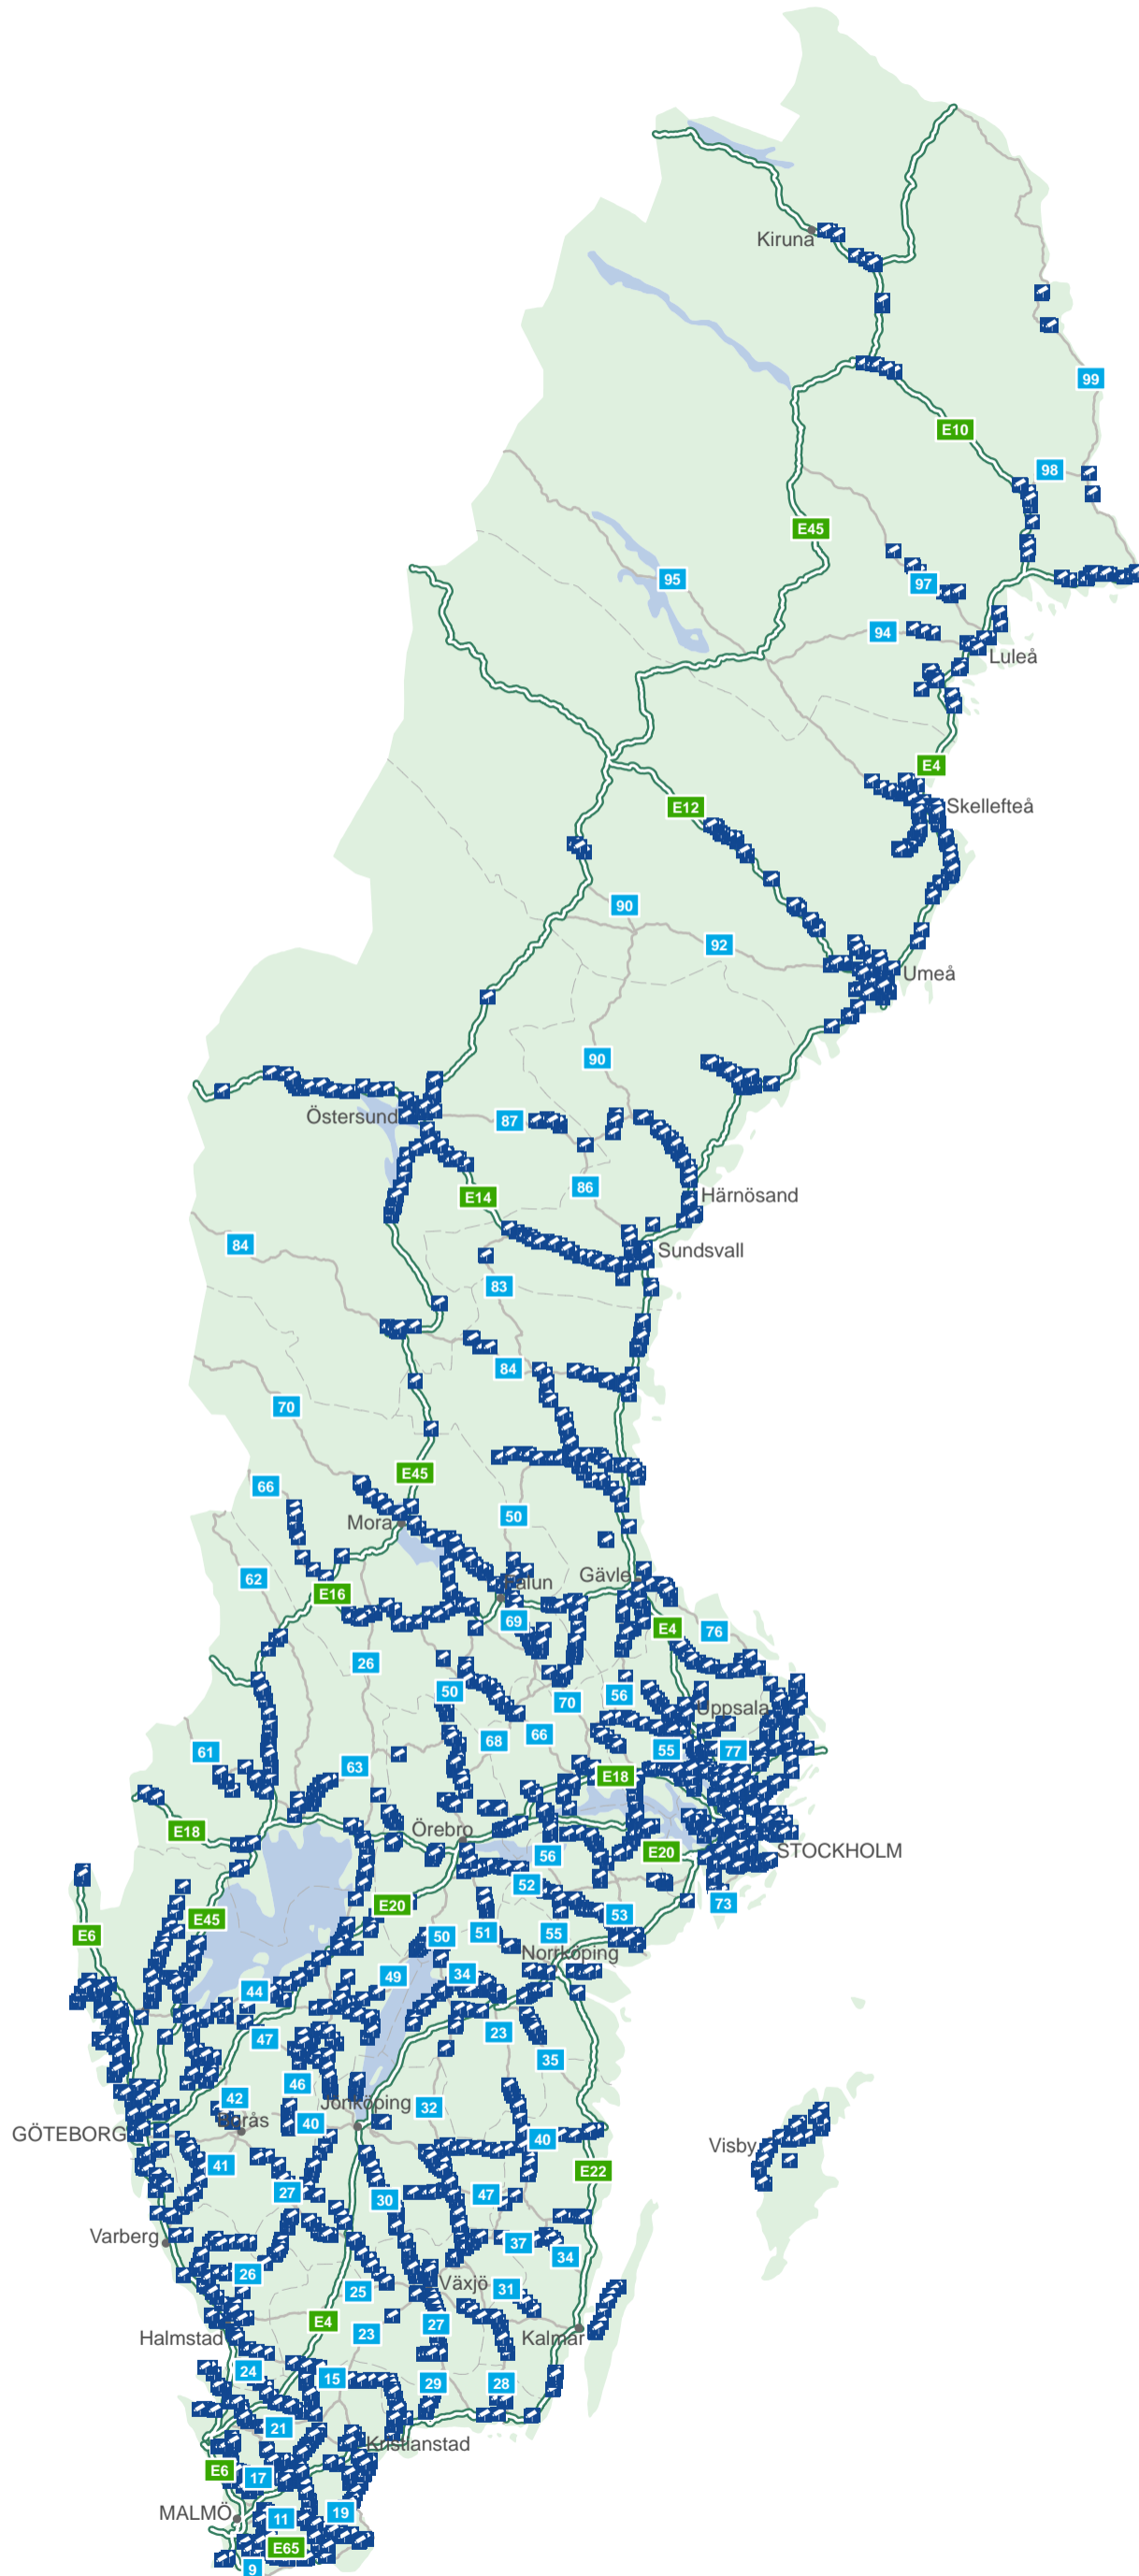 Kiruna
99
E10
98
E45
95
97
94
Luleå
E4
E12
Skellefteå
90
92
Umeå
90
Östersund
87
86
E14
Härnösand
84
Sundsvall
83
84
70
E45
66
50
Mora
62
E16
Falun
Gävle
69
E4
76
26
50
70
56
Uppsala
61
68
66
55
77
63
E18
E18
Örebro
56
E20
STOCKHOLM
52
E20
53
73
E45
E6
50
51
55
Norrköping
49
34
44
47
23
35
46
42
32
Jönköping
GÖTEBORG
Borås
40
40
Visby
41
E22
27
30
47
Varberg
37
34
26
Växjö
25
31
E4
27
23
Halmstad
Kalmar
24
15
29
28
21
Kristianstad
E6
17
MALMÖ
11
19
E65
9